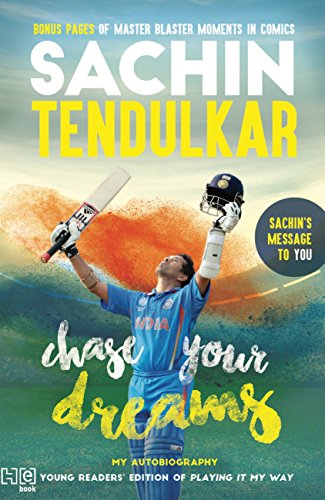 BONUS PAGES OF MASTER BLASTER MOMENTS IN COMICS
SACHIN
TENDULKAR
SACHIN'S
MESSAGE
TO YOU
INDIA
chase your
dreams
MY AUTOBIOGRAPHY
YOUNG READERS' EDITION OF PLAYING IT MY WAY
H e
book